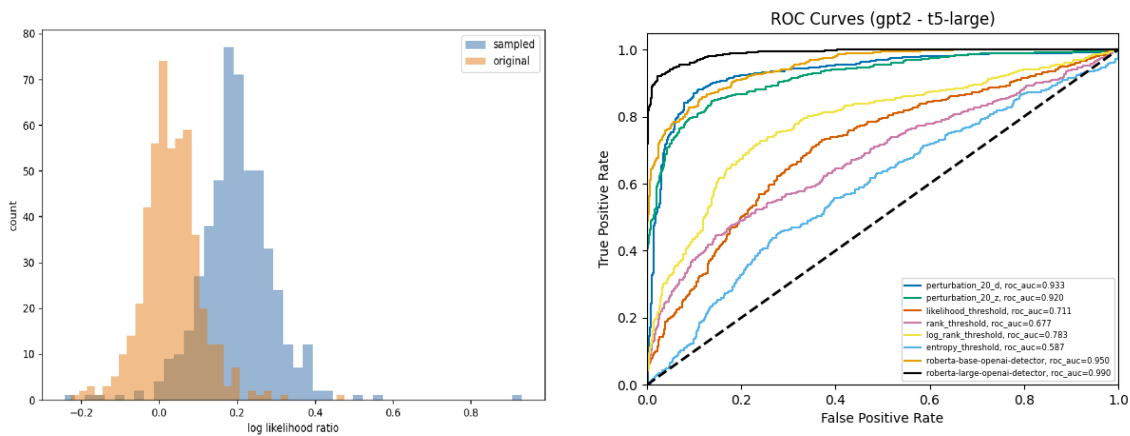 80
70
60
50
40
30
20
10
0
count
−0.2
0.0
0.2
0.4
0.6
0.8
log likelihood ratio
sampled
original
ROC Curves (gpt2 - t5-large)
1.0
0.8
0.6
0.4
0.2
0.0
True Positive Rate
0.0
0.2
0.4
0.6
0.8
1.0
False Positive Rate
perturbation_20_d, roc_auc=0.933
perturbation_20_z, roc_auc=0.920
likelihood_threshold, roc_auc=0.711
rank_threshold, roc_auc=0.677
log_rank_threshold, roc_auc=0.783
entropy_threshold, roc_auc=0.587
roberta-base-openai-detector, roc_auc=0.950
roberta-large-openai-detector, roc_auc=0.990